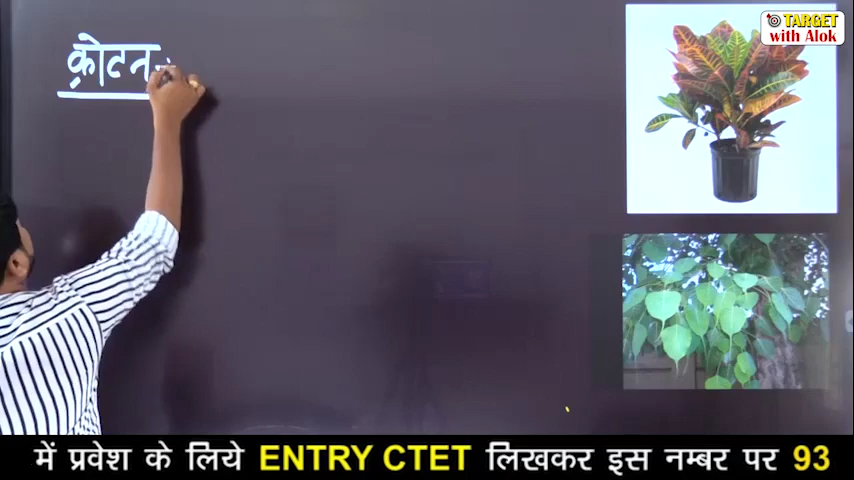 क्रोटन :-
TARGET
with Alok
में प्रवेश के लिये ENTRY CTET लिखकर इस नम्बर पर 93